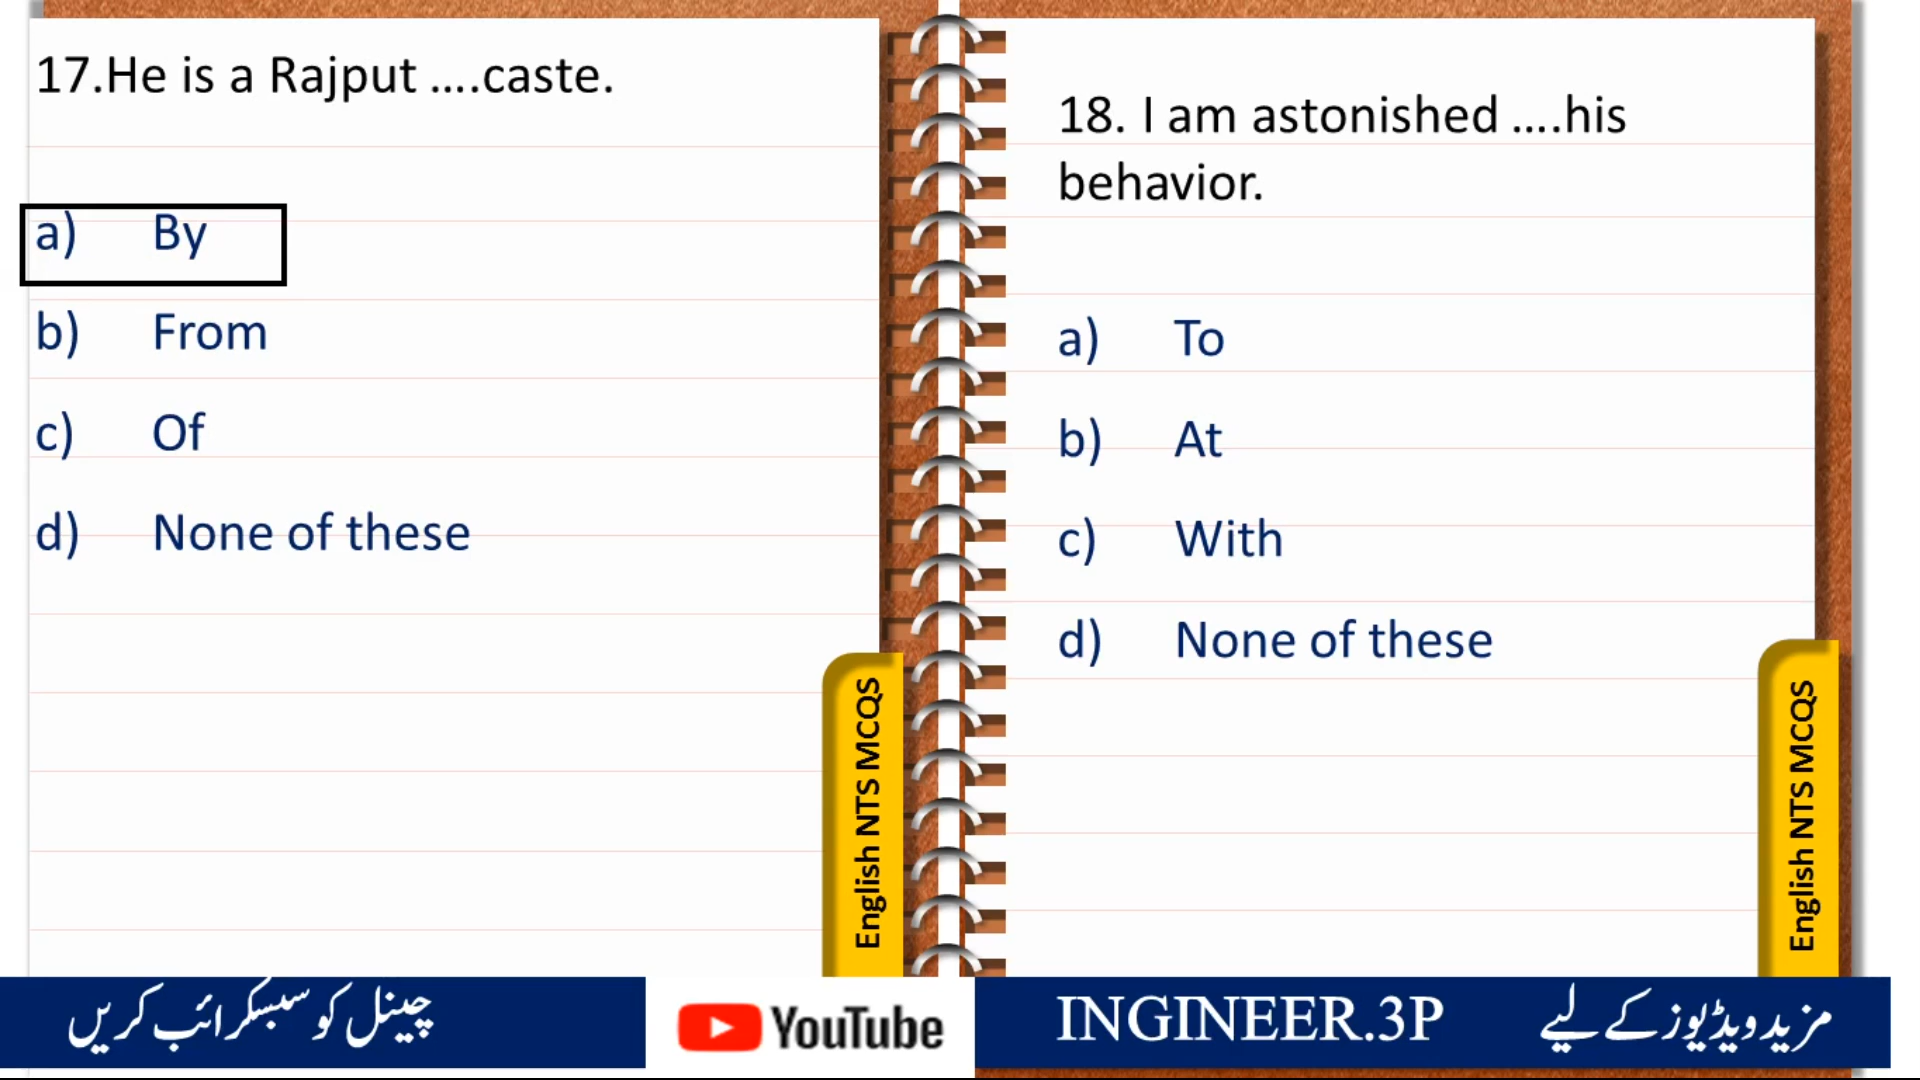 17.He is a Rajput ….caste.
a) By
b) From
c) Of
d) None of these
English NTS MCQS
18. I am astonished ….his
behavior.
a) To
b) At
c) With
d) None of these
English NTS MCQS
چینل کو سبسکرائب کریں
YouTube
INGINEER.3P
مزید ویڈیوز کے لیے